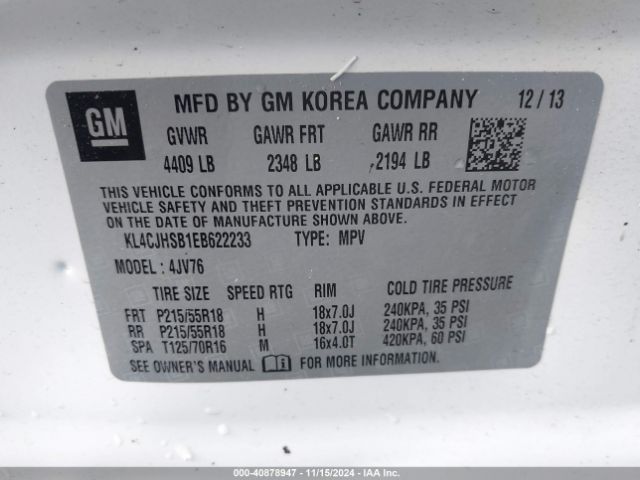 GM MFD BY GM KOREA COMPANY 12/13
GVWR GAWR FRT GAWR RR
4409 LB 2348 LB 2194 LB
THIS VEHICLE CONFORMS TO ALL APPLICABLE U.S. FEDERAL MOTOR
VEHICLE SAFETY AND THEFT PREVENTION STANDARDS IN EFFECT ON
THE DATE OF MANUFACTURE SHOWN ABOVE.
KL4CJHSB1EB622233 TYPE: MPV
MODEL: 4JV76
TIRE SIZE SPEED RTG RIM COLD TIRE PRESSURE
FRT P215/55R18 H 18x7.0J 240KPA, 35 PSI
RR P215/55R18 H 18x7.0J 240KPA, 35 PSI
SPA T125/70R16 M 16x4.0T 420KPA, 60 PSI
SEE OWNER'S MANUAL FOR MORE INFORMATION.
000-40878947 - 11/15/2024 - IAA Inc.